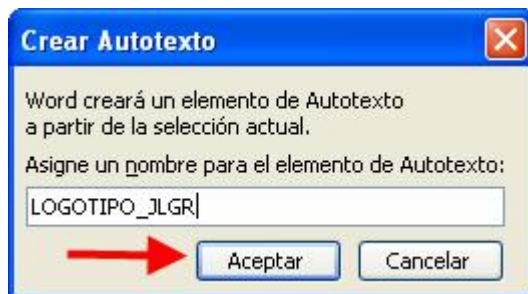 Crear Autotexto
Word creará un elemento de Autotexto
a partir de la selección actual.
Asigne un nombre para el elemento de Autotexto:
LOGOTIPO_JLGR
Aceptar Cancelar